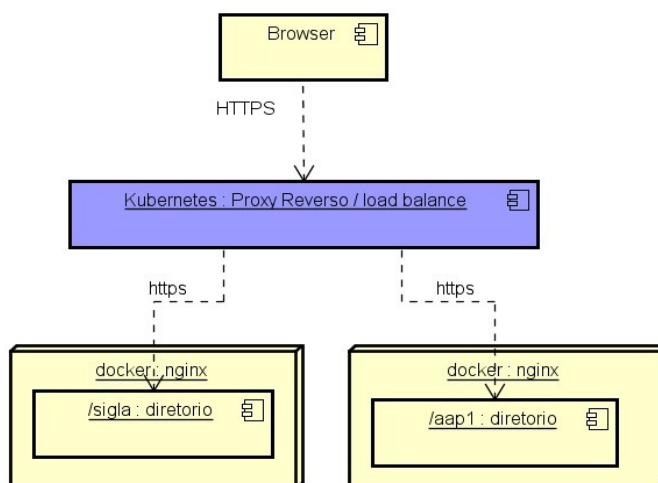 Browser
HTTPS
Kubernetes : Proxy Reverso / load balance
https
https
docker : nginx
docker : nginx
/sigla : diretorio
/aap1 : diretorio